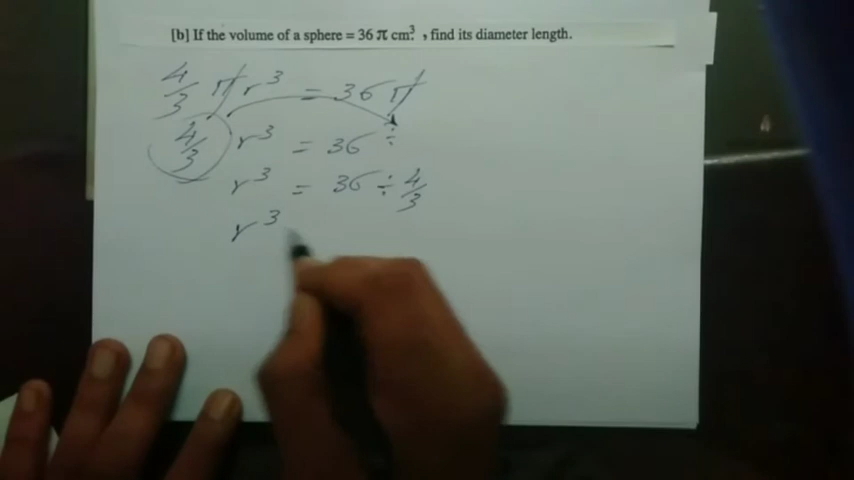 [b] If the volume of a sphere = 36 π cm³ , find its diameter length.
4/3 π r³ = 36 π
4/3 r³ = 36 ÷
r³ = 36 ÷ 4/3
r³